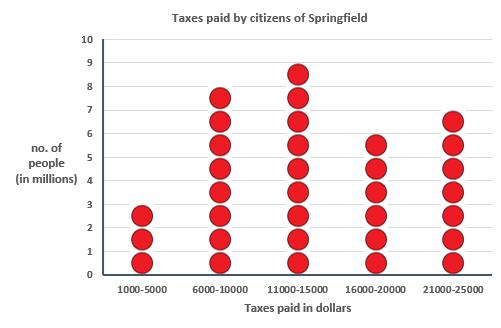 Taxes paid by citizens of Springfield
10
9
8
7
6
5
4
3
2
1
0
no. of
people
(in millions)
1000-5000 6000-10000 11000-15000 16000-20000 21000-25000
Taxes paid in dollars